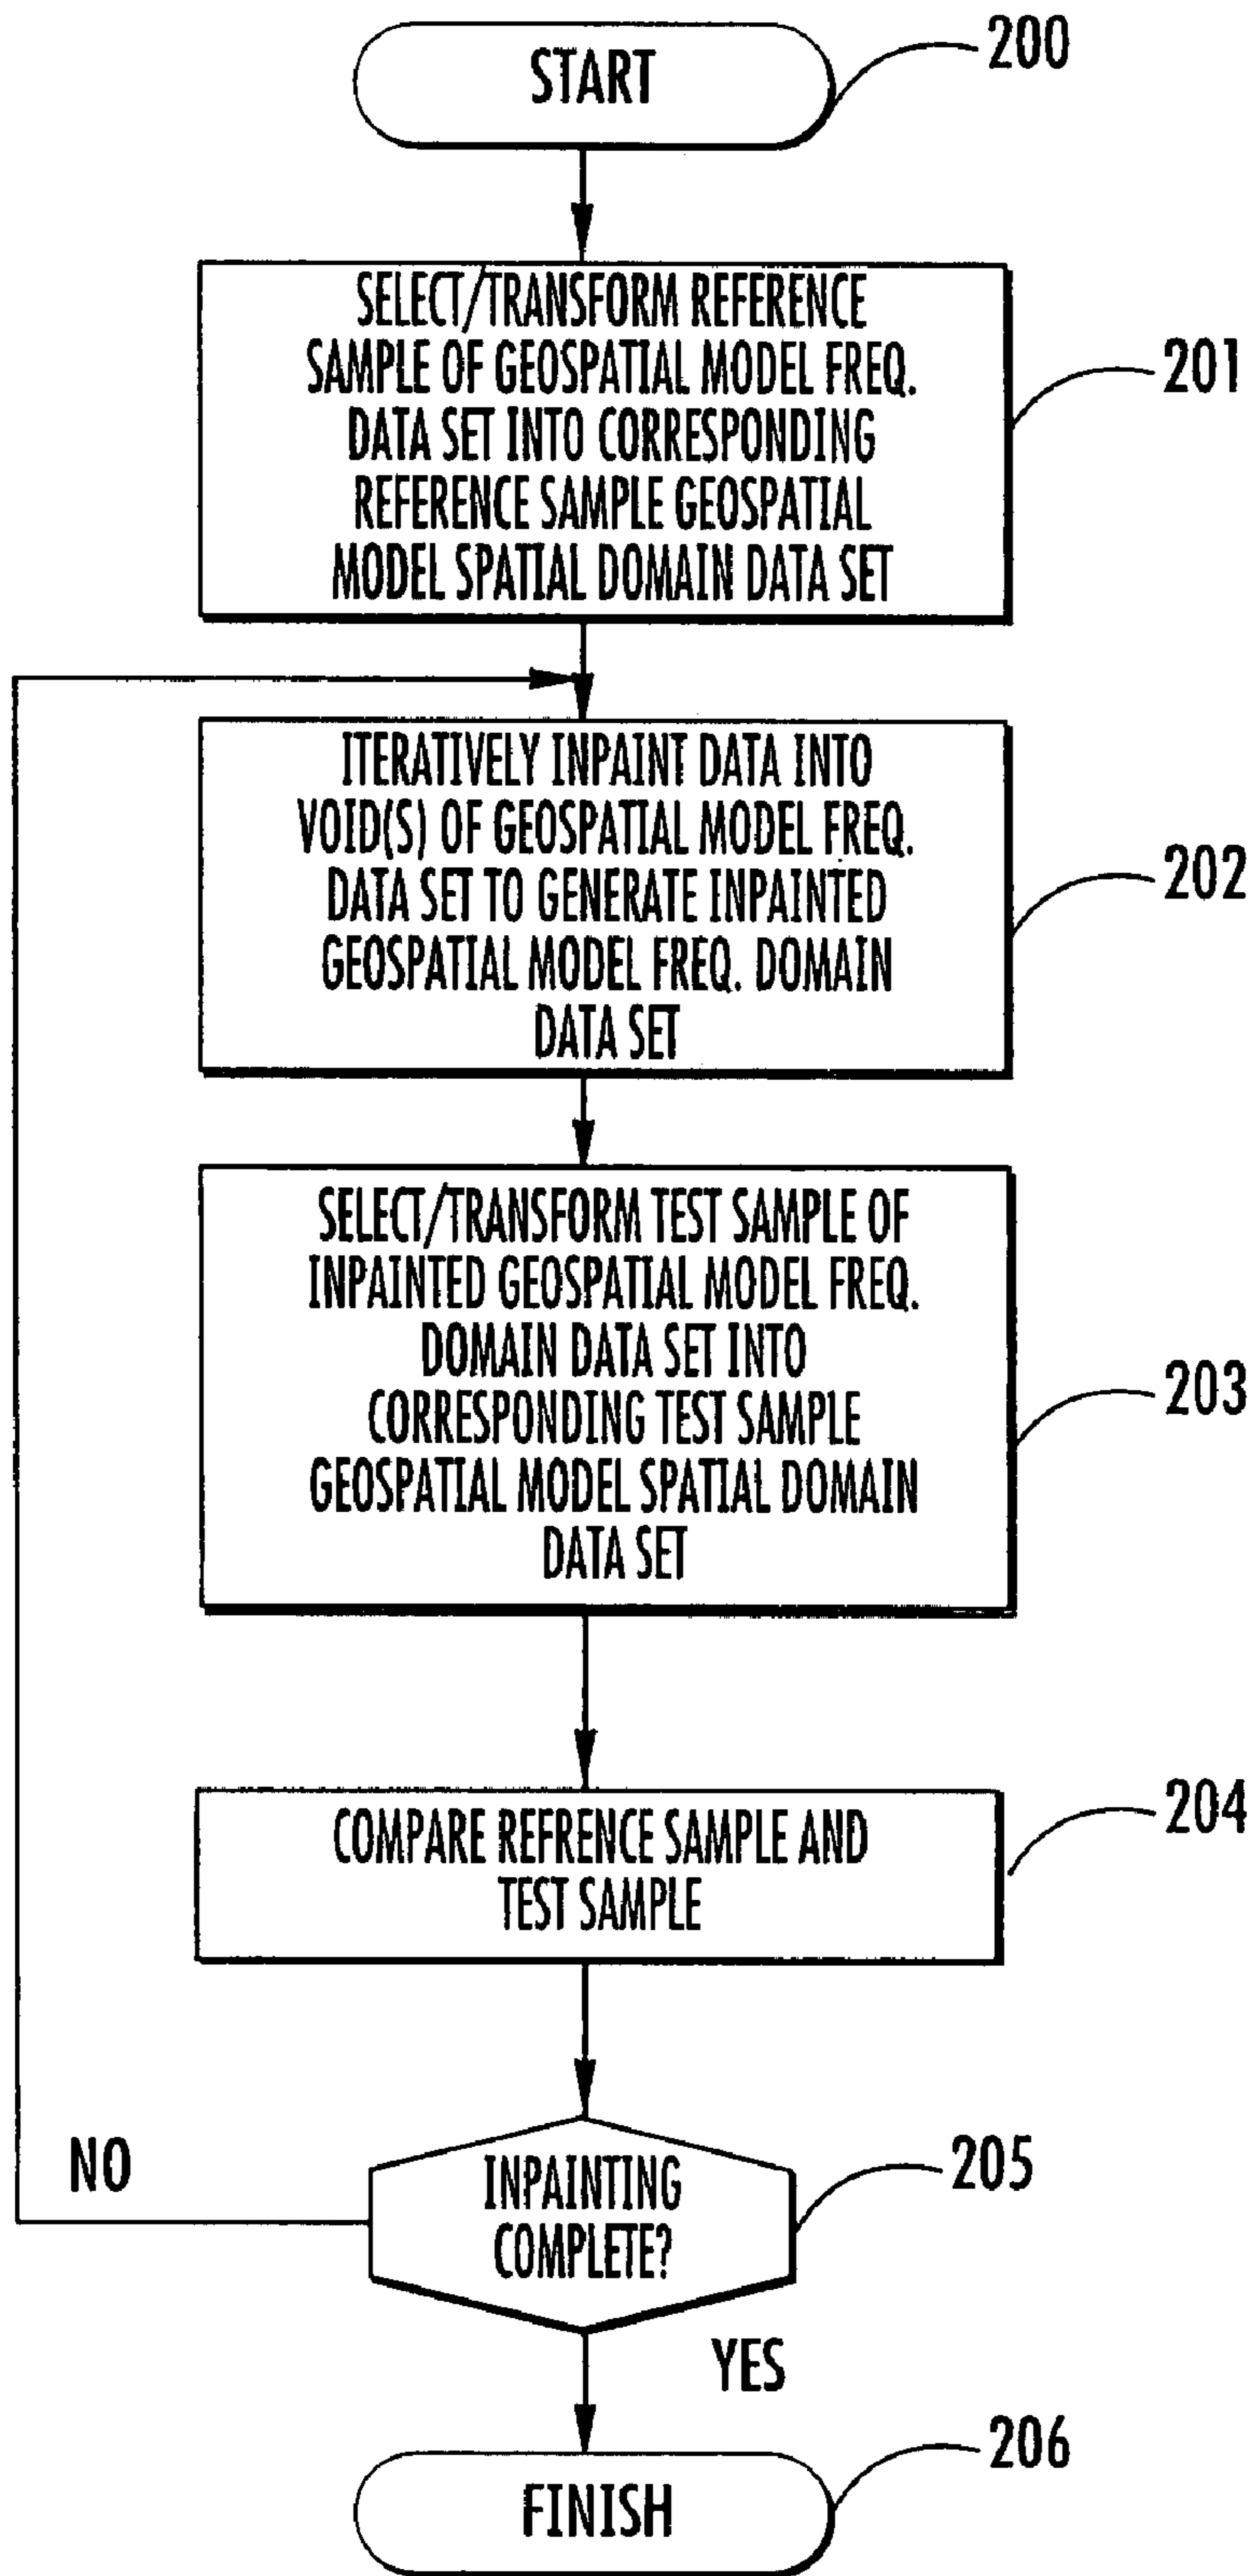 START
200
SELECT/TRANSFORM REFERENCE
SAMPLE OF GEOSPATIAL MODEL FREQ.
DATA SET INTO CORRESPONDING
REFERENCE SAMPLE GEOSPATIAL
MODEL SPATIAL DOMAIN DATA SET
201
ITERATIVELY INPAINT DATA INTO
VOID(S) OF GEOSPATIAL MODEL FREQ.
DATA SET TO GENERATE INPAINTED
GEOSPATIAL MODEL FREQ. DOMAIN
DATA SET
202
SELECT/TRANSFORM TEST SAMPLE OF
INPAINTED GEOSPATIAL MODEL FREQ.
DOMAIN DATA SET INTO
CORRESPONDING TEST SAMPLE
GEOSPATIAL MODEL SPATIAL DOMAIN
DATA SET
203
COMPARE REFRENCE SAMPLE AND
TEST SAMPLE
204
INPAINTING
COMPLETE?
205
NO
YES
FINISH
206